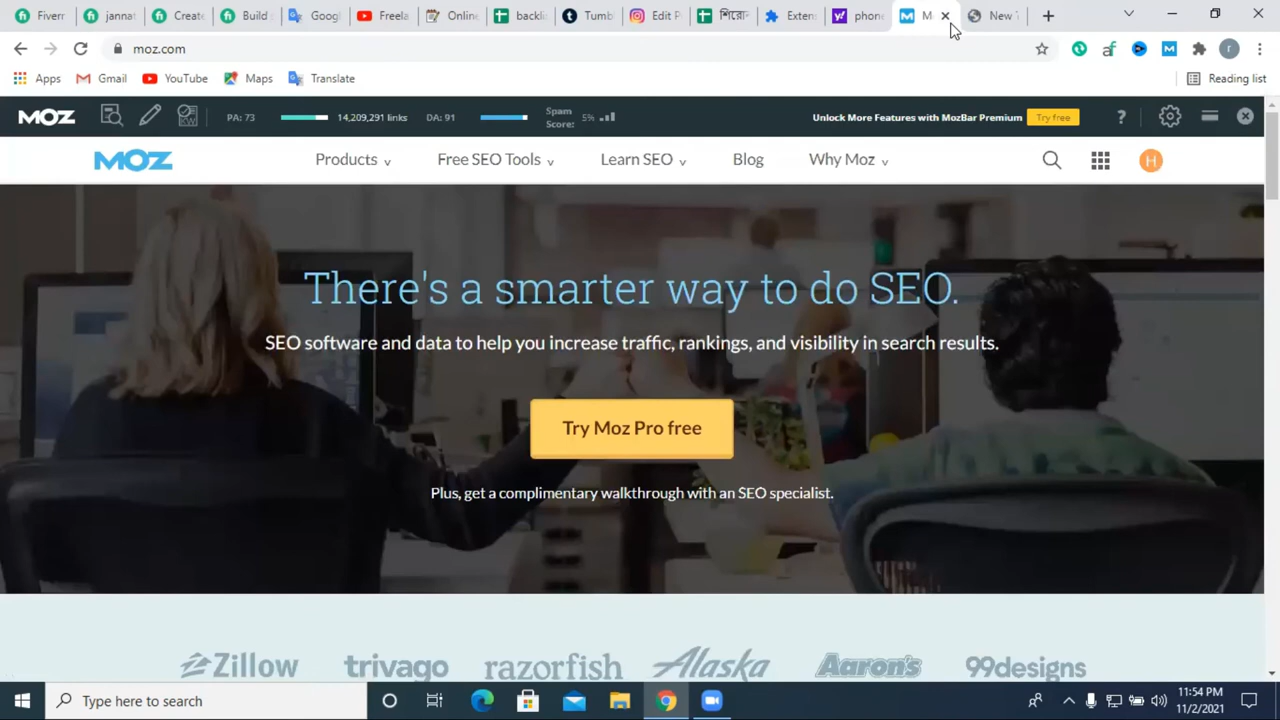 Fiverr
jannat
Create
Build
Googl
Freela
Online
backli
Tumb
Edit P
শিরো
Exten
phone
M
New T
moz.com
Apps
Gmail
YouTube
Maps
Translate
Reading list
MOZ
PA: 73
14,209,291 links
DA: 91
Spam
Score:
5%
Unlock More Features with MozBar Premium
Try free
?
MOZ
Products
Free SEO Tools
Learn SEO
Blog
Why Moz
H
There's a smarter way to do SEO.
SEO software and data to help you increase traffic, rankings, and visibility in search results.
Try Moz Pro free
Plus, get a complimentary walkthrough with an SEO specialist.
Zillow
trivago
razorfish
Alaska
Aaron's
99designs
Type here to search
11:54 PM
11/2/2021